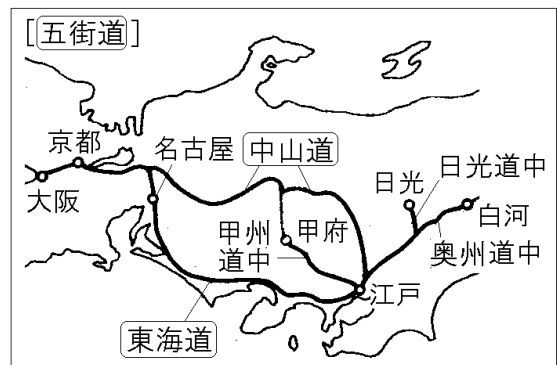 [五街道]
京都
名古屋
中山道
日光
日光道中
大阪
白河
甲州
道中
甲府
奥州道中
江戸
東海道